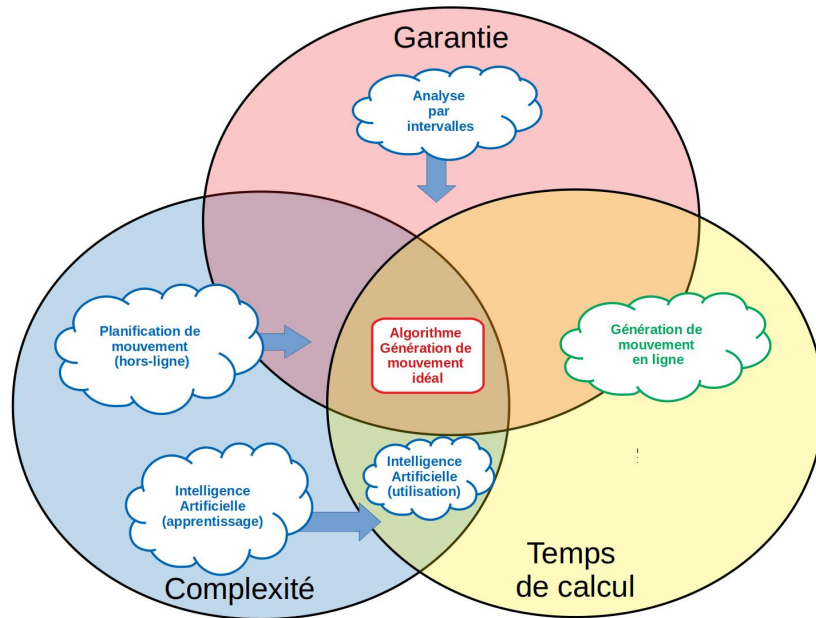 Garantie
Analyse
par
intervalles
Planification de
mouvement
(hors-ligne)
Algorithme
Génération de
mouvement
idéal
Génération de
mouvement
en ligne
Intelligence
Artificielle
(apprentissage)
Intelligence
Artificielle
(utilisation)
Complexité
Temps
de calcul